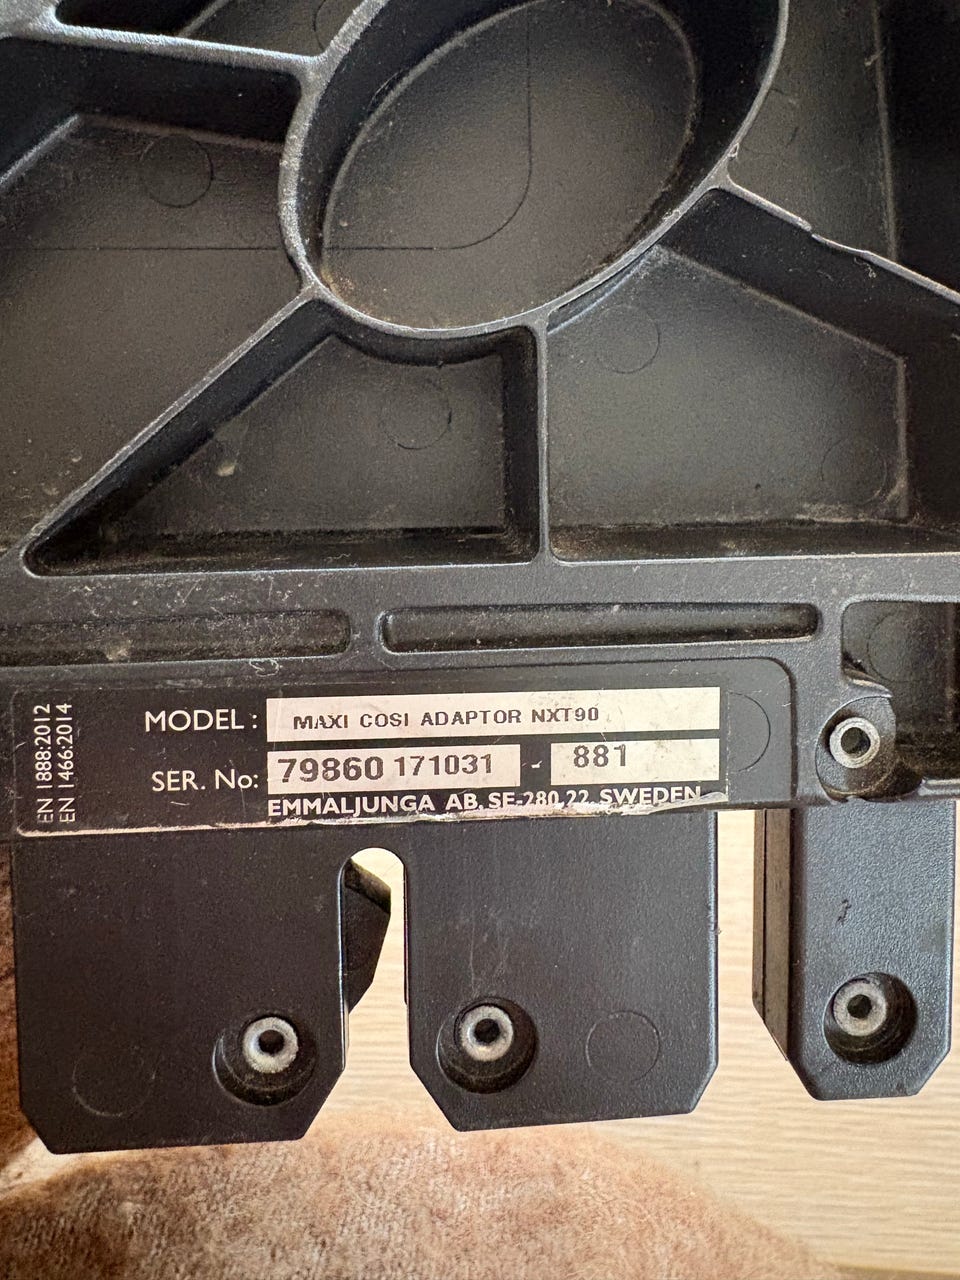 EN 1888:2012
EN 1466:2014
MODEL : MAXI COSI ADAPTOR NXT90
SER. No: 79860 171031 - 881
EMMALJUNGA AB, SE-280 22, SWEDEN